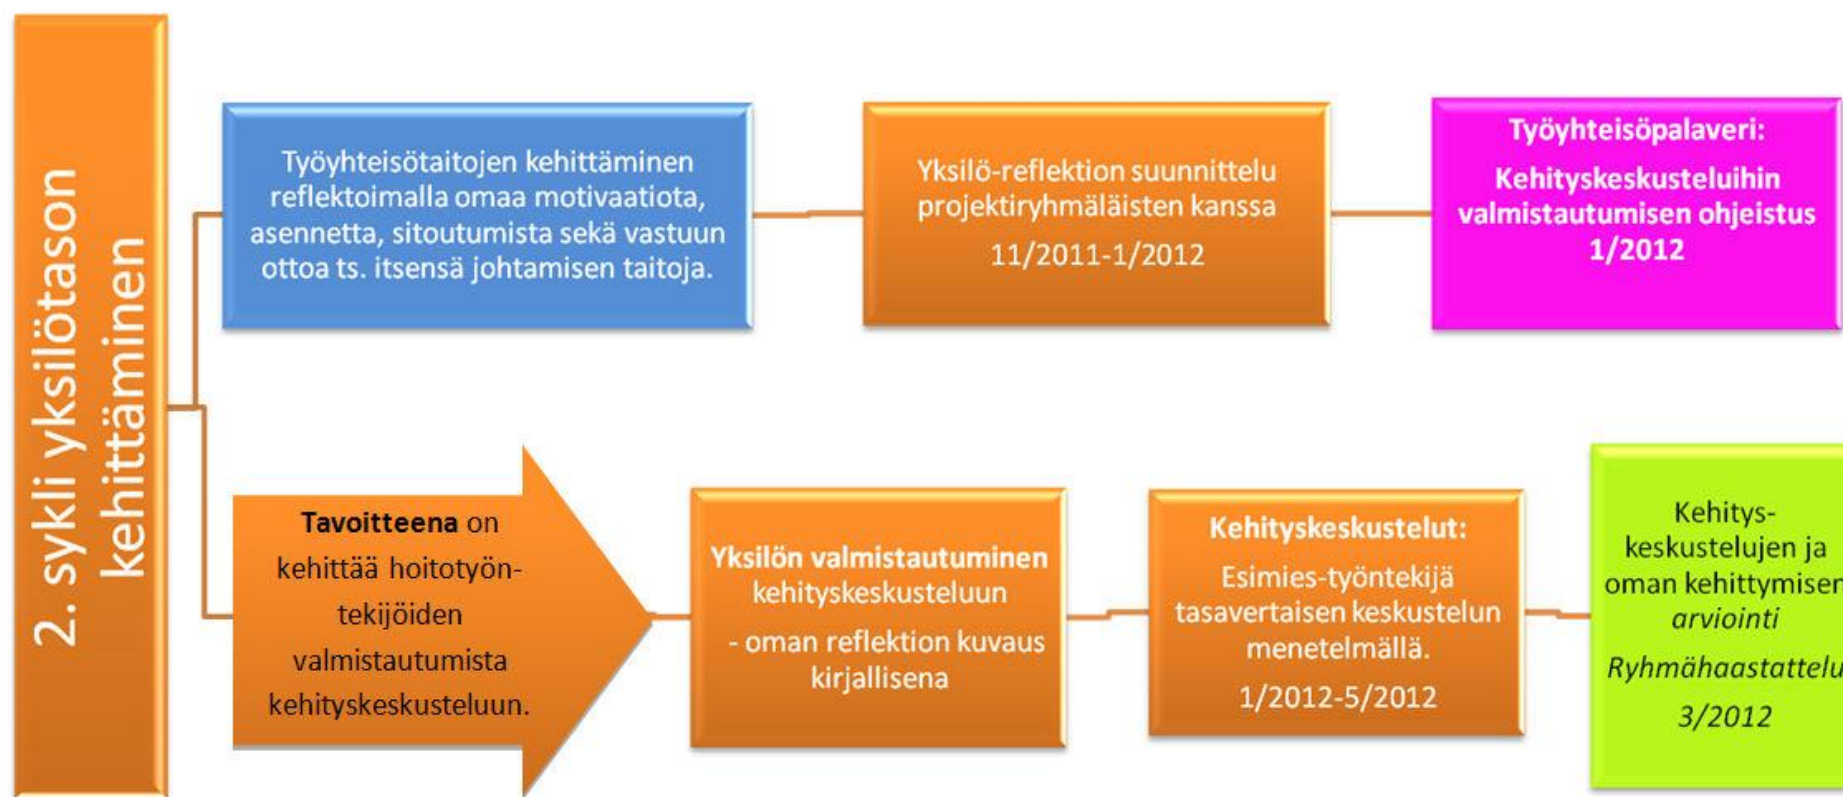 2. sykli yksilötason
kehittäminen
Työyhteisötaitojen kehittäminen
reflektoimalla omaa motivaatiota,
asennetta, sitoutumista sekä vastuun
ottoa ts. itsensä johtamisen taitoja.
Yksilö-reflektion suunnittelu
projektiryhmäläisten kanssa
11/2011-1/2012
Työyhteisöpalaveri:
Kehityskeskusteluihin
valmistautumisen ohjeistus
1/2012
Tavoitteena on
kehittää hoitotyön-
tekijöiden
valmistautumista
kehityskeskusteluun.
Yksilön valmistautuminen
kehityskeskusteluun
- oman reflektion kuvaus
kirjallisena
Kehityskeskustelut:
Esimies-työntekijä
tasavertaisen keskustelun
menetelmällä.
1/2012-5/2012
Kehitys-
keskustelujen ja
oman kehittymisen
arviointi
Ryhmähaastattelu
3/2012